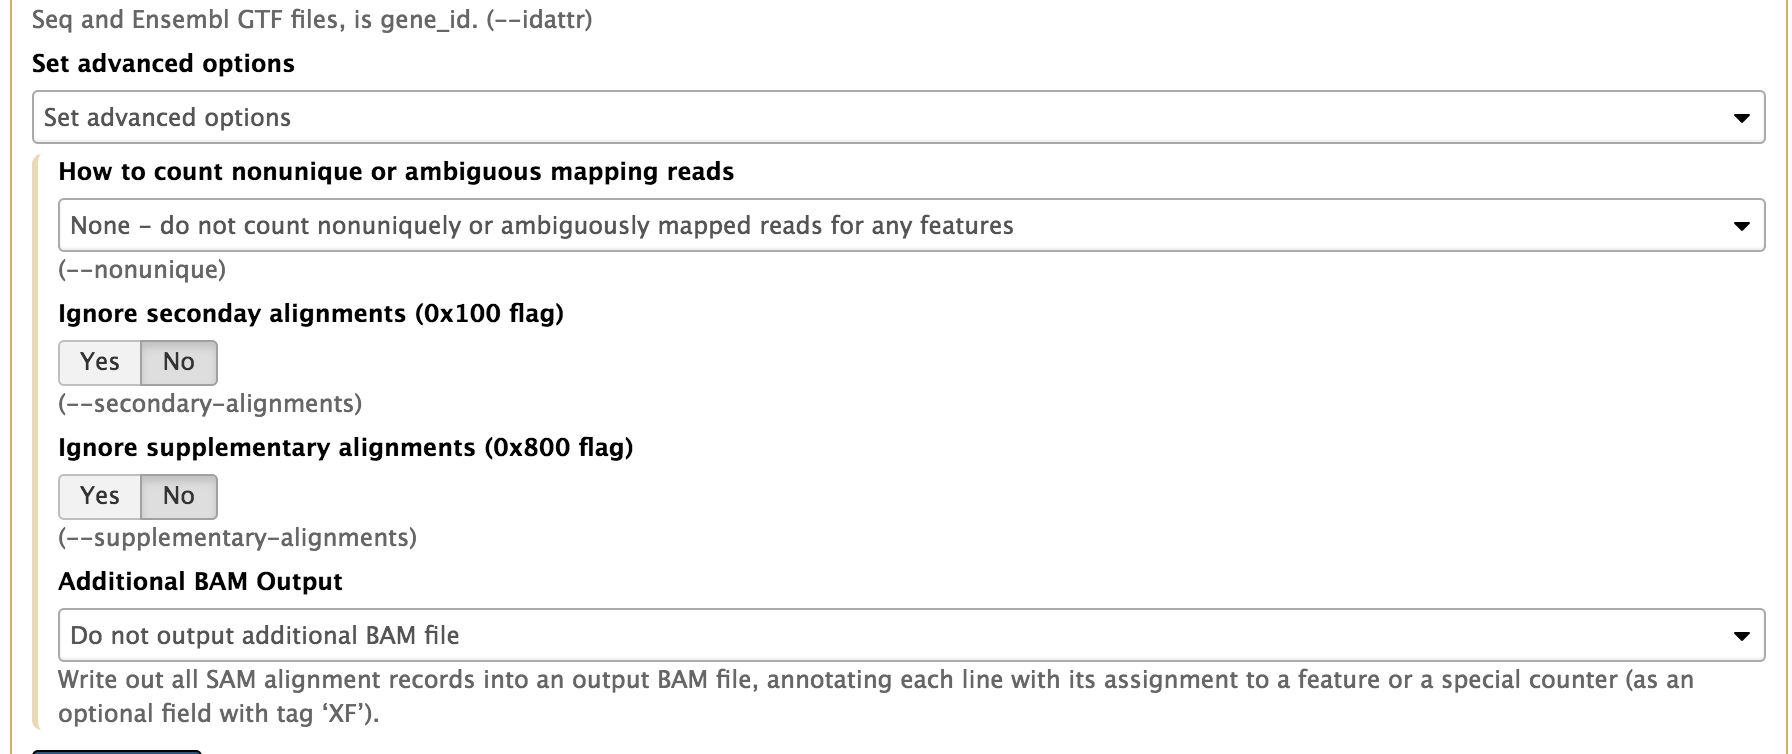 Seq and Ensembl GTF files, is gene_id. (--idattr)
Set advanced options
Set advanced options
How to count nonunique or ambiguous mapping reads
None - do not count nonuniquely or ambiguously mapped reads for any features
(--nonunique)
Ignore seconday alignments (0x100 flag)
Yes No
(--secondary-alignments)
Ignore supplementary alignments (0x800 flag)
Yes No
(--supplementary-alignments)
Additional BAM Output
Do not output additional BAM file
Write out all SAM alignment records into an output BAM file, annotating each line with its assignment to a feature or a special counter (as an
optional field with tag ‘XF’).